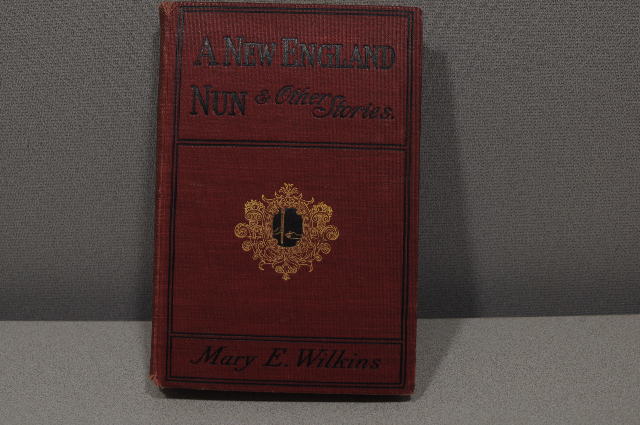 A NEW ENGLAND
NUN & Other Stories.
Mary E. Wilkins